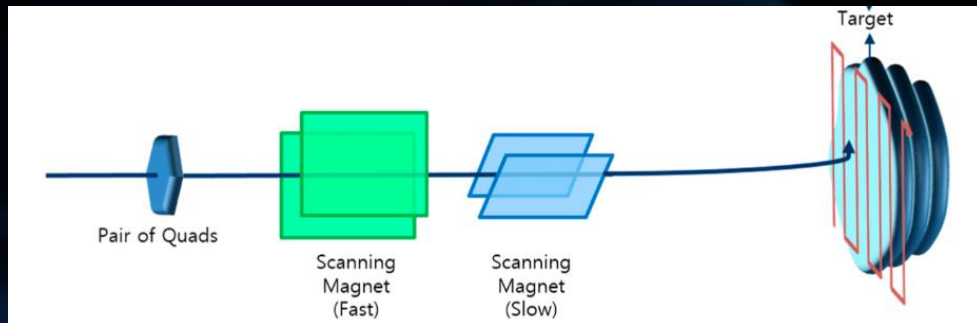 Target
Pair of Quads
Scanning
Magnet
(Fast)
Scanning
Magnet
(Slow)